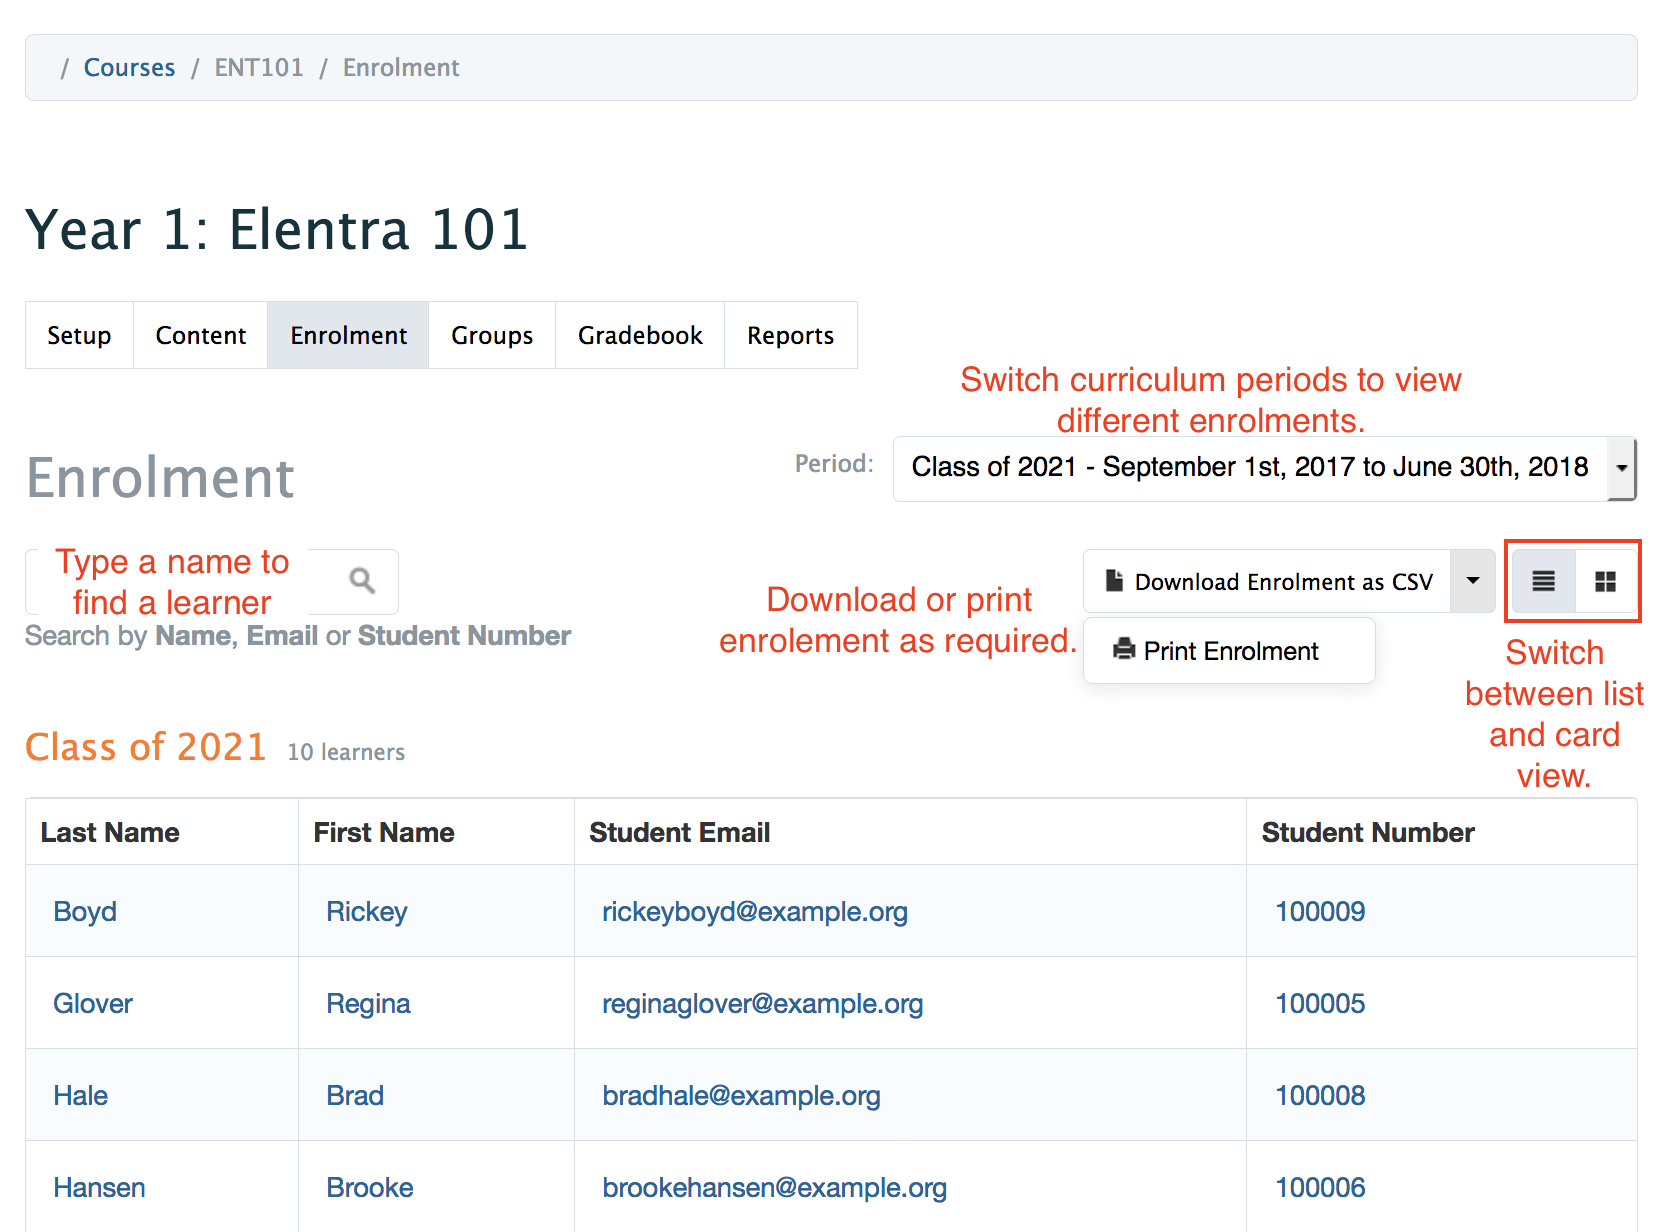 / Courses / ENT101 / Enrolment
Year 1: Elentra 101
Setup Content Enrolment Groups Gradebook Reports
Switch curriculum periods to view
different enrolments.
Enrolment
Period: Class of 2021 - September 1st, 2017 to June 30th, 2018
Type a name to
find a learner
Search by Name, Email or Student Number
Download or print
enrolement as required.
Download Enrolment as CSV
Print Enrolment
Switch
between list
and card
view.
Class of 2021 10 learners
Last Name First Name Student Email Student Number
Boyd Rickey rickeyboyd@example.org 100009
Glover Regina reginaglover@example.org 100005
Hale Brad bradhale@example.org 100008
Hansen Brooke brookehansen@example.org 100006